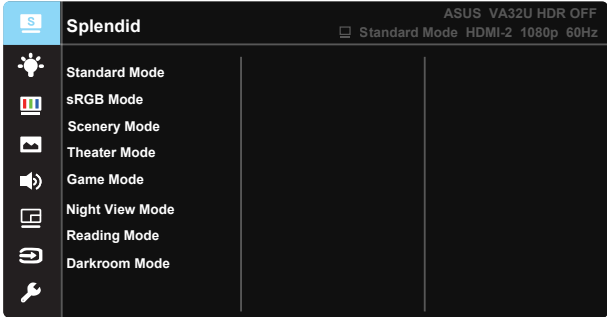 S
Splendid
ASUS VA32U HDR OFF
Standard Mode HDMI-2 1080p 60Hz
Standard Mode
sRGB Mode
Scenery Mode
Theater Mode
Game Mode
Night View Mode
Reading Mode
Darkroom Mode